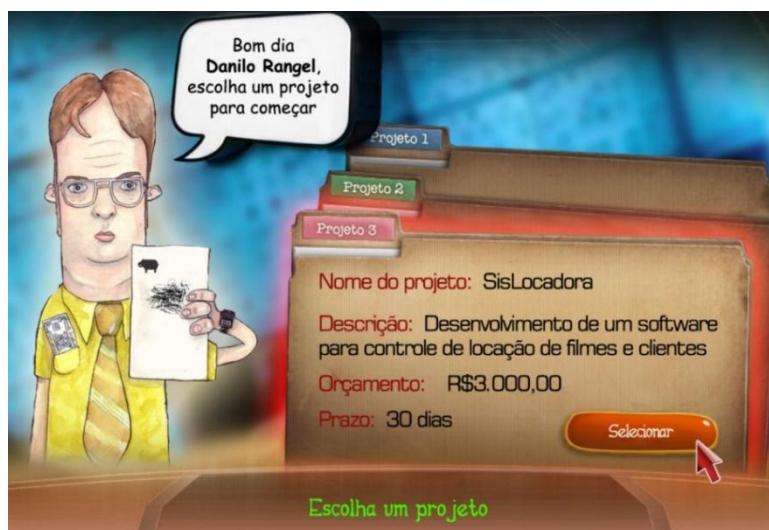 Bom dia
Danilo Rangel,
escolha um projeto
para começar
Projeto 1
Projeto 2
Projeto 3
Nome do projeto: SisLocadora
Descrição: Desenvolvimento de um software
para controle de locação de filmes e clientes
Orçamento: R$3.000,00
Prazo: 30 dias
Selecionar
Escolha um projeto